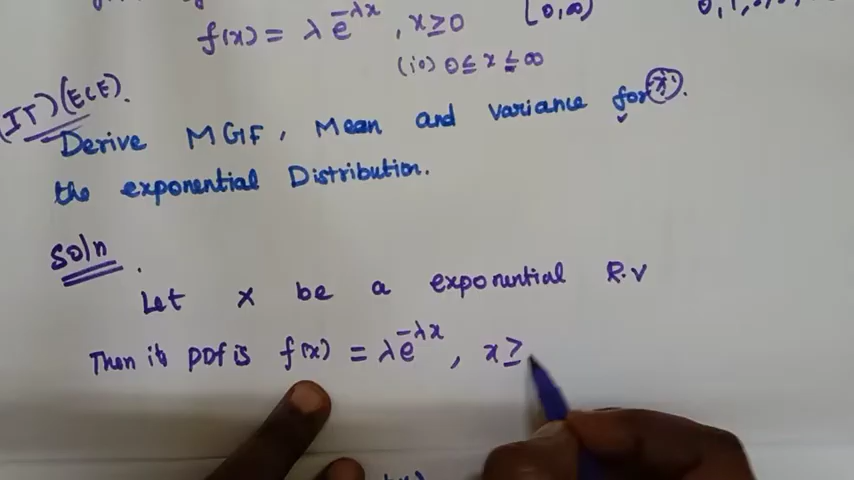 f(x) = λ e^{-λx} , x ≥ 0 [0, ∞)
(ie) 0 ≤ x ≤ ∞
(IT)(ECE).
Derive MGF, Mean and variance for
the exponential Distribution.
Soln
Let x be a exponential R.V
Then its PDF is f(x) = λe^{-λx} , x ≥